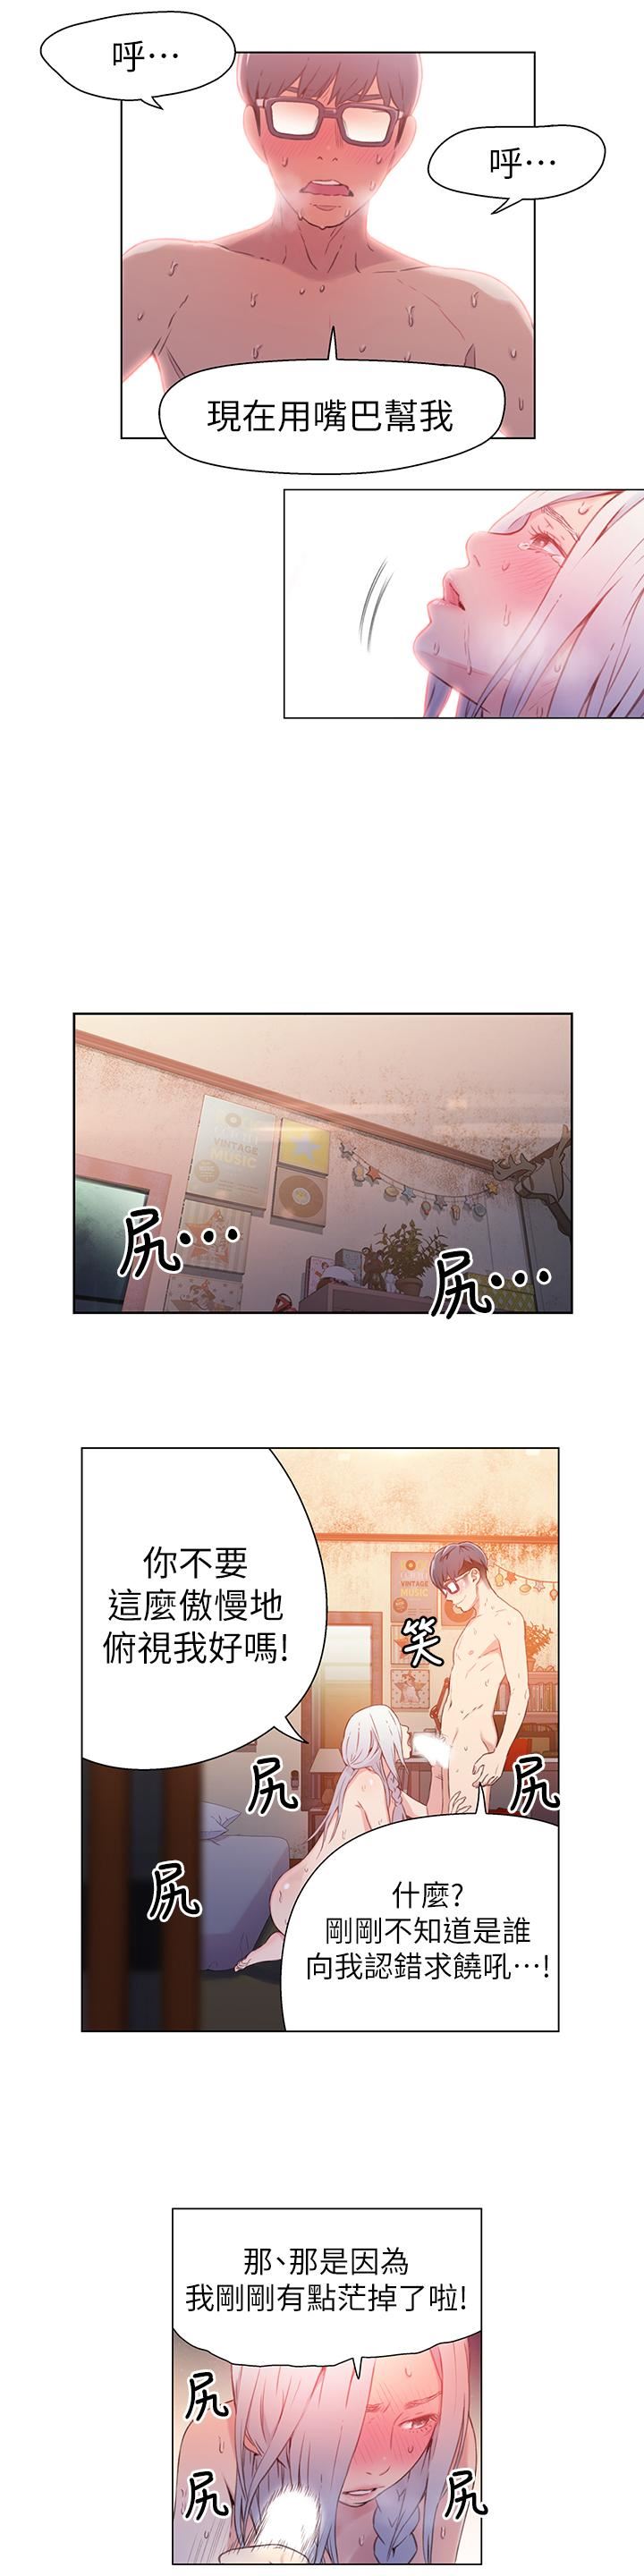 呼⋯
呼⋯
現在用嘴巴幫我
VINTAGE
MUSIC
尻⋯
尻⋯
你不要
這麼傲慢地
俯視我好嗎!
VINTAGE
MUSIC
笑
尻
尻
尻
什麼?
剛剛不知道是誰
向我認錯求饒吼⋯!
那、那是因為
我剛剛有點茫掉了啦!
尻
尻
尻